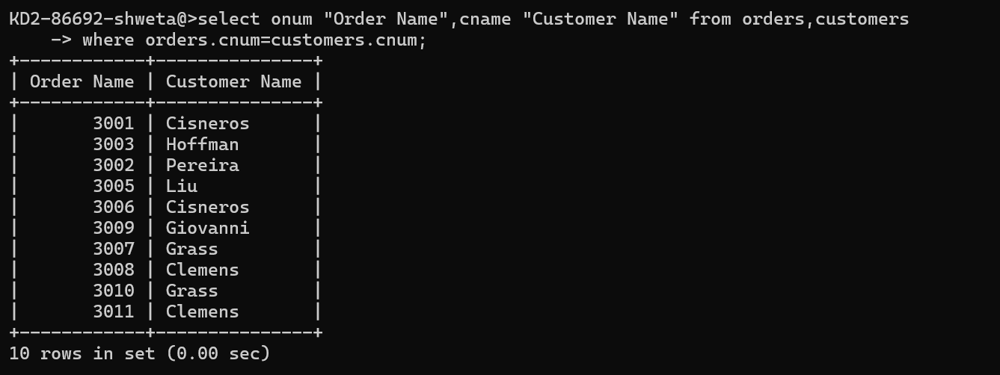 KD2-86692-shweta@>select onum "Order Name",cname "Customer Name" from orders,customers
    -> where orders.cnum=customers.cnum;
+------------+---------------+
| Order Name | Customer Name |
+------------+---------------+
|       3001 | Cisneros      |
|       3003 | Hoffman       |
|       3002 | Pereira       |
|       3005 | Liu           |
|       3006 | Cisneros      |
|       3009 | Giovanni      |
|       3007 | Grass         |
|       3008 | Clemens       |
|       3010 | Grass         |
|       3011 | Clemens       |
+------------+---------------+
10 rows in set (0.00 sec)